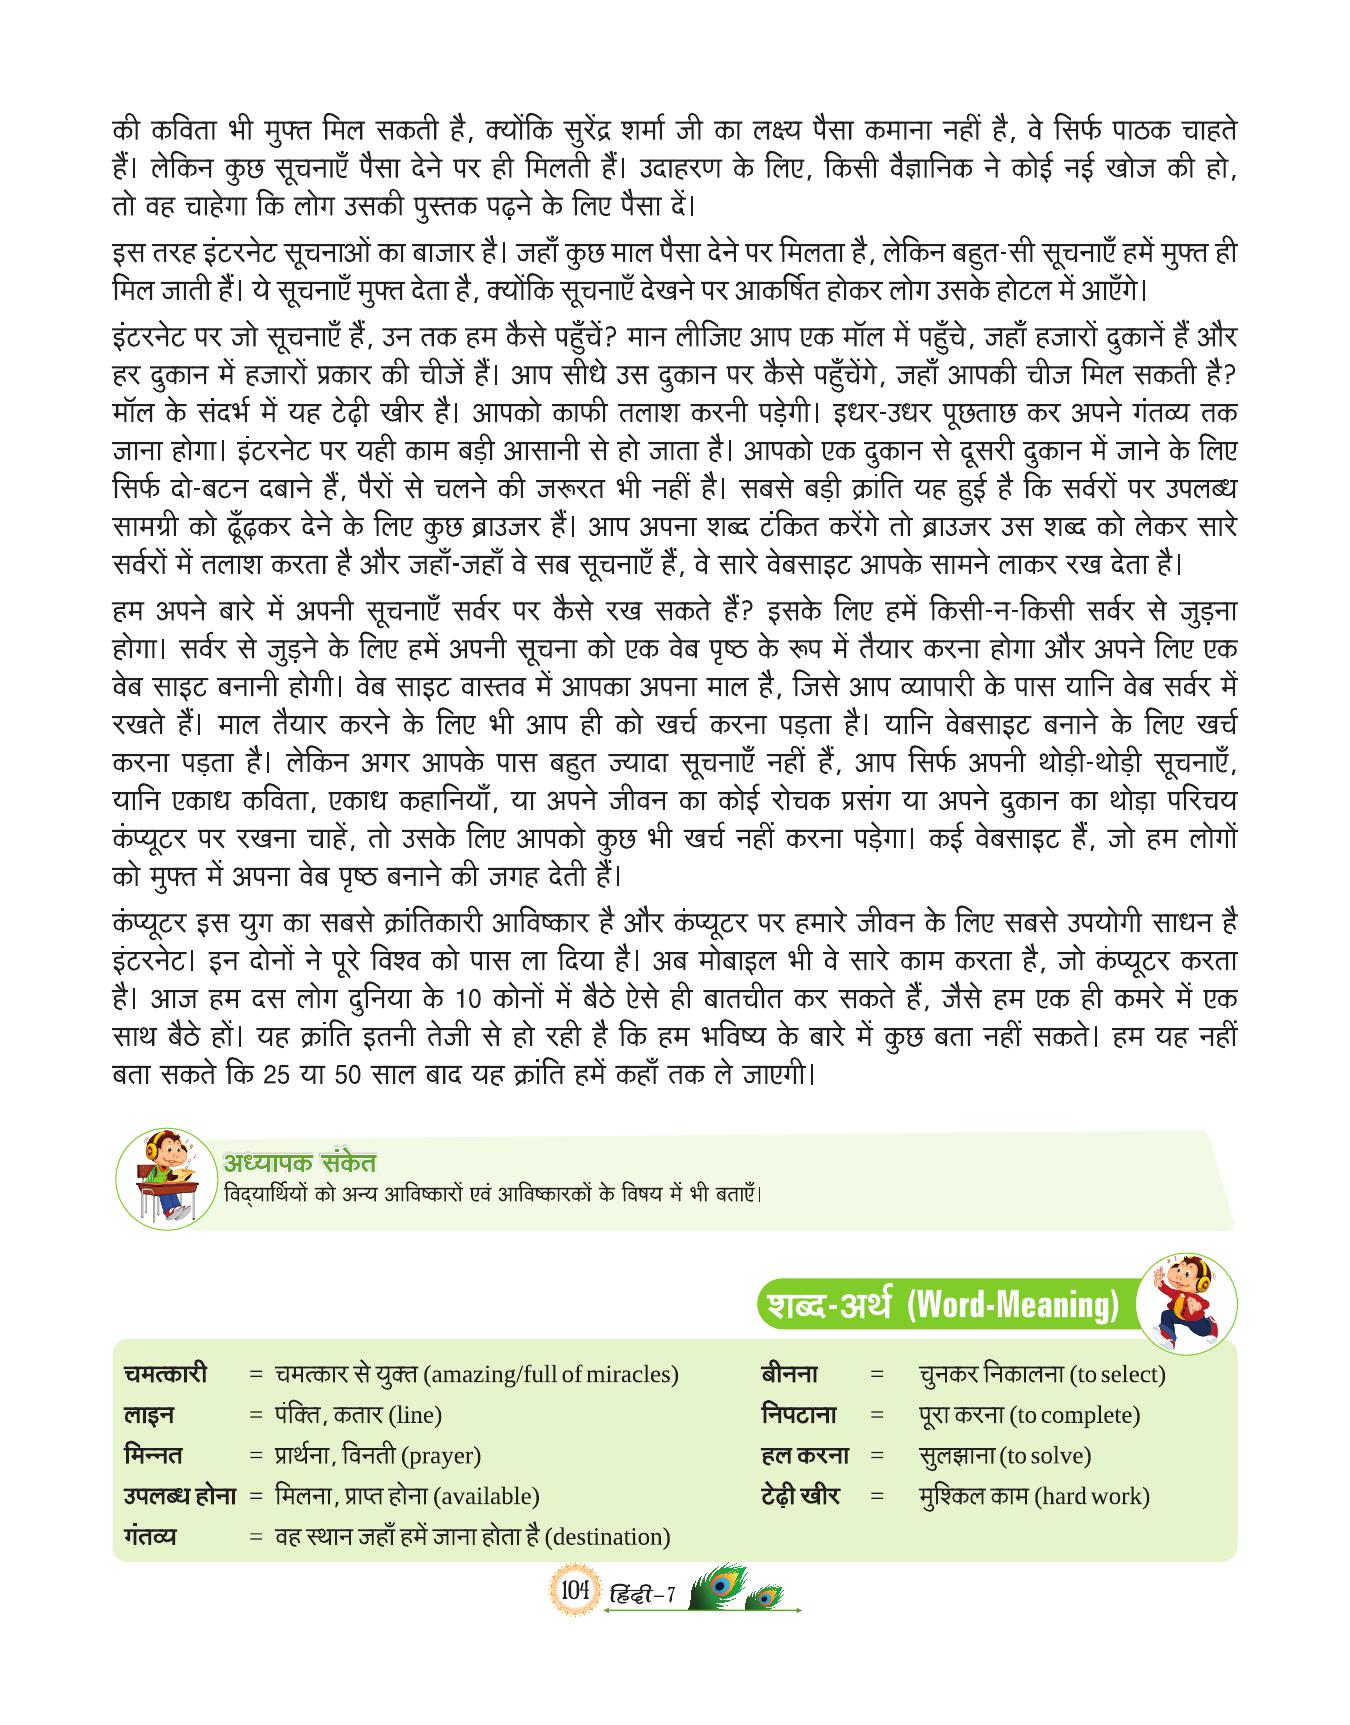 की कविता भी मुफ्त मिल सकती है, क्योंकि सुरेंद्र शर्मा जी का लक्ष्य पैसा कमाना नहीं है, वे सिर्फ पाठक चाहते
हैं। लेकिन कुछ सूचनाएँ पैसा देने पर ही मिलती हैं। उदाहरण के लिए, किसी वैज्ञानिक ने कोई नई खोज की हो,
तो वह चाहेगा कि लोग उसकी पुस्तक पढ़ने के लिए पैसा दें।
इस तरह इंटरनेट सूचनाओं का बाजार है। जहाँ कुछ माल पैसा देने पर मिलता है, लेकिन बहुत-सी सूचनाएँ हमें मुफ्त ही
मिल जाती हैं। ये सूचनाएँ मुफ्त देता है, क्योंकि सूचनाएँ देखने पर आकर्षित होकर लोग उसके होटल में आएँगे।
इंटरनेट पर जो सूचनाएँ हैं, उन तक हम कैसे पहुँचें? मान लीजिए आप एक मॉल में पहुँचे, जहाँ हजारों दुकानें हैं और
हर दुकान में हजारों प्रकार की चीजें हैं। आप सीधे उस दुकान पर कैसे पहुँचेंगे, जहाँ आपकी चीज मिल सकती है?
मॉल के संदर्भ में यह टेढ़ी खीर है। आपको काफी तलाश करनी पड़ेगी। इधर-उधर पूछताछ कर अपने गंतव्य तक
जाना होगा। इंटरनेट पर यही काम बड़ी आसानी से हो जाता है। आपको एक दुकान से दूसरी दुकान में जाने के लिए
सिर्फ दो-बटन दबाने हैं, पैरों से चलने की जरूरत भी नहीं है। सबसे बड़ी क्रांति यह हुई है कि सर्वरों पर उपलब्ध
सामग्री को ढूँढ़कर देने के लिए कुछ ब्राउजर हैं। आप अपना शब्द टंकित करेंगे तो ब्राउजर उस शब्द को लेकर सारे
सर्वरों में तलाश करता है और जहाँ-जहाँ वे सब सूचनाएँ हैं, वे सारे वेबसाइट आपके सामने लाकर रख देता है।
हम अपने बारे में अपनी सूचनाएँ सर्वर पर कैसे रख सकते हैं? इसके लिए हमें किसी-न-किसी सर्वर से जुड़ना
होगा। सर्वर से जुड़ने के लिए हमें अपनी सूचना को एक वेब पृष्ठ के रूप में तैयार करना होगा और अपने लिए एक
वेब साइट बनानी होगी। वेब साइट वास्तव में आपका अपना माल है, जिसे आप व्यापारी के पास यानि वेब सर्वर में
रखते हैं। माल तैयार करने के लिए भी आप ही को खर्च करना पड़ता है। यानि वेबसाइट बनाने के लिए खर्च
करना पड़ता है। लेकिन अगर आपके पास बहुत ज्यादा सूचनाएँ नहीं हैं, आप सिर्फ अपनी थोड़ी-थोड़ी सूचनाएँ,
यानि एकाध कविता, एकाध कहानियाँ, या अपने जीवन का कोई रोचक प्रसंग या अपने दुकान का थोड़ा परिचय
कंप्यूटर पर रखना चाहें, तो उसके लिए आपको कुछ भी खर्च नहीं करना पड़ेगा। कई वेबसाइट हैं, जो हम लोगों
को मुफ्त में अपना वेब पृष्ठ बनाने की जगह देती हैं।
कंप्यूटर इस युग का सबसे क्रांतिकारी आविष्कार है और कंप्यूटर पर हमारे जीवन के लिए सबसे उपयोगी साधन है
इंटरनेट। इन दोनों ने पूरे विश्व को पास ला दिया है। अब मोबाइल भी वे सारे काम करता है, जो कंप्यूटर करता
है। आज हम दस लोग दुनिया के 10 कोनों में बैठे ऐसे ही बातचीत कर सकते हैं, जैसे हम एक ही कमरे में एक
साथ बैठे हों। यह क्रांति इतनी तेजी से हो रही है कि हम भविष्य के बारे में कुछ बता नहीं सकते। हम यह नहीं
बता सकते कि 25 या 50 साल बाद यह क्रांति हमें कहाँ तक ले जाएगी।
अध्यापक संकेत
विद्यार्थियों को अन्य आविष्कारों एवं आविष्कारकों के विषय में भी बताएँ।
शब्द-अर्थ (Word-Meaning)
चमत्कारी = चमत्कार से युक्त (amazing/full of miracles) बीनना = चुनकर निकालना (to select)
लाइन = पंक्ति, कतार (line) निपटाना = पूरा करना (to complete)
मिन्नत = प्रार्थना, विनती (prayer) हल करना = सुलझाना (to solve)
उपलब्ध होना = मिलना, प्राप्त होना (available) टेढ़ी खीर = मुश्किल काम (hard work)
गंतव्य = वह स्थान जहाँ हमें जाना होता है (destination)
104 हिंदी–7